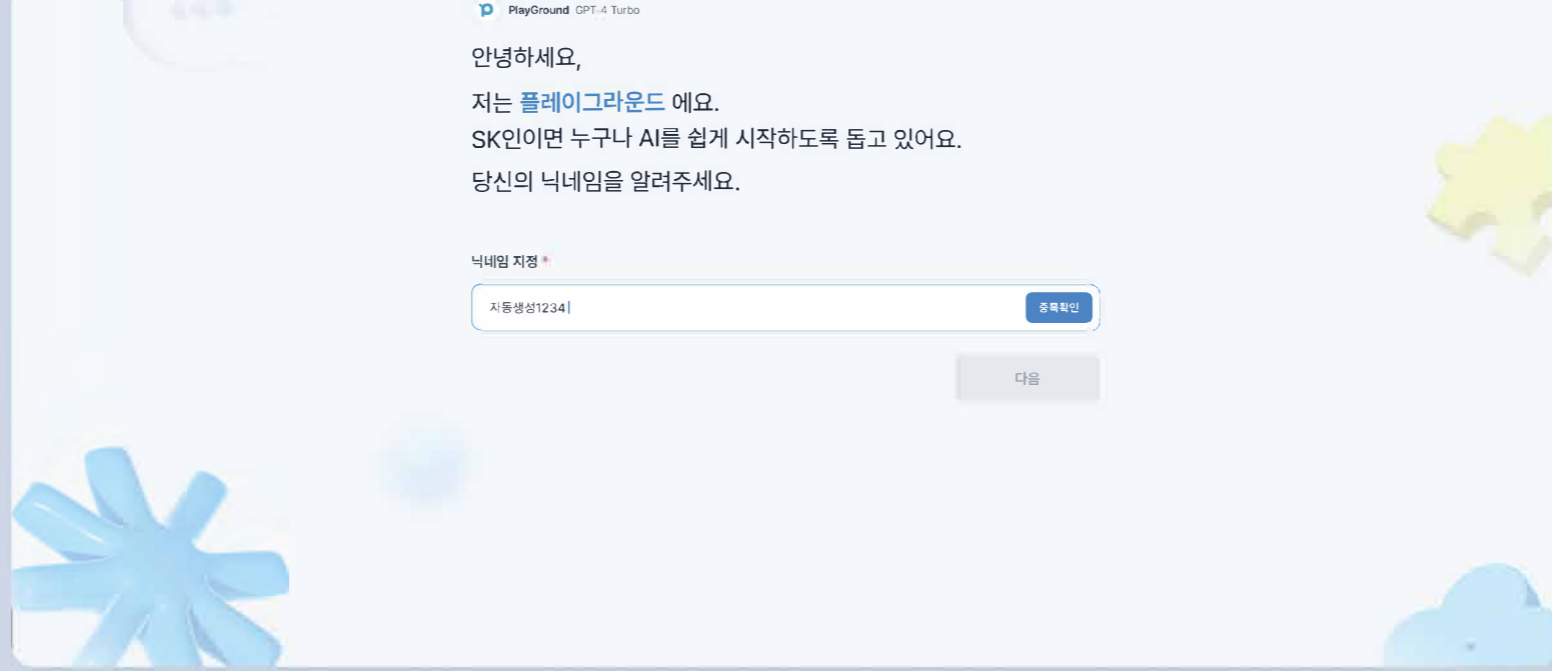 PlayGround GPT-4 Turbo
안녕하세요,
저는 플레이그라운드 에요.
SK인이면 누구나 AI를 쉽게 시작하도록 돕고 있어요.
당신의 닉네임을 알려주세요.
닉네임 지정 *
자동생성1234 중복확인
다음